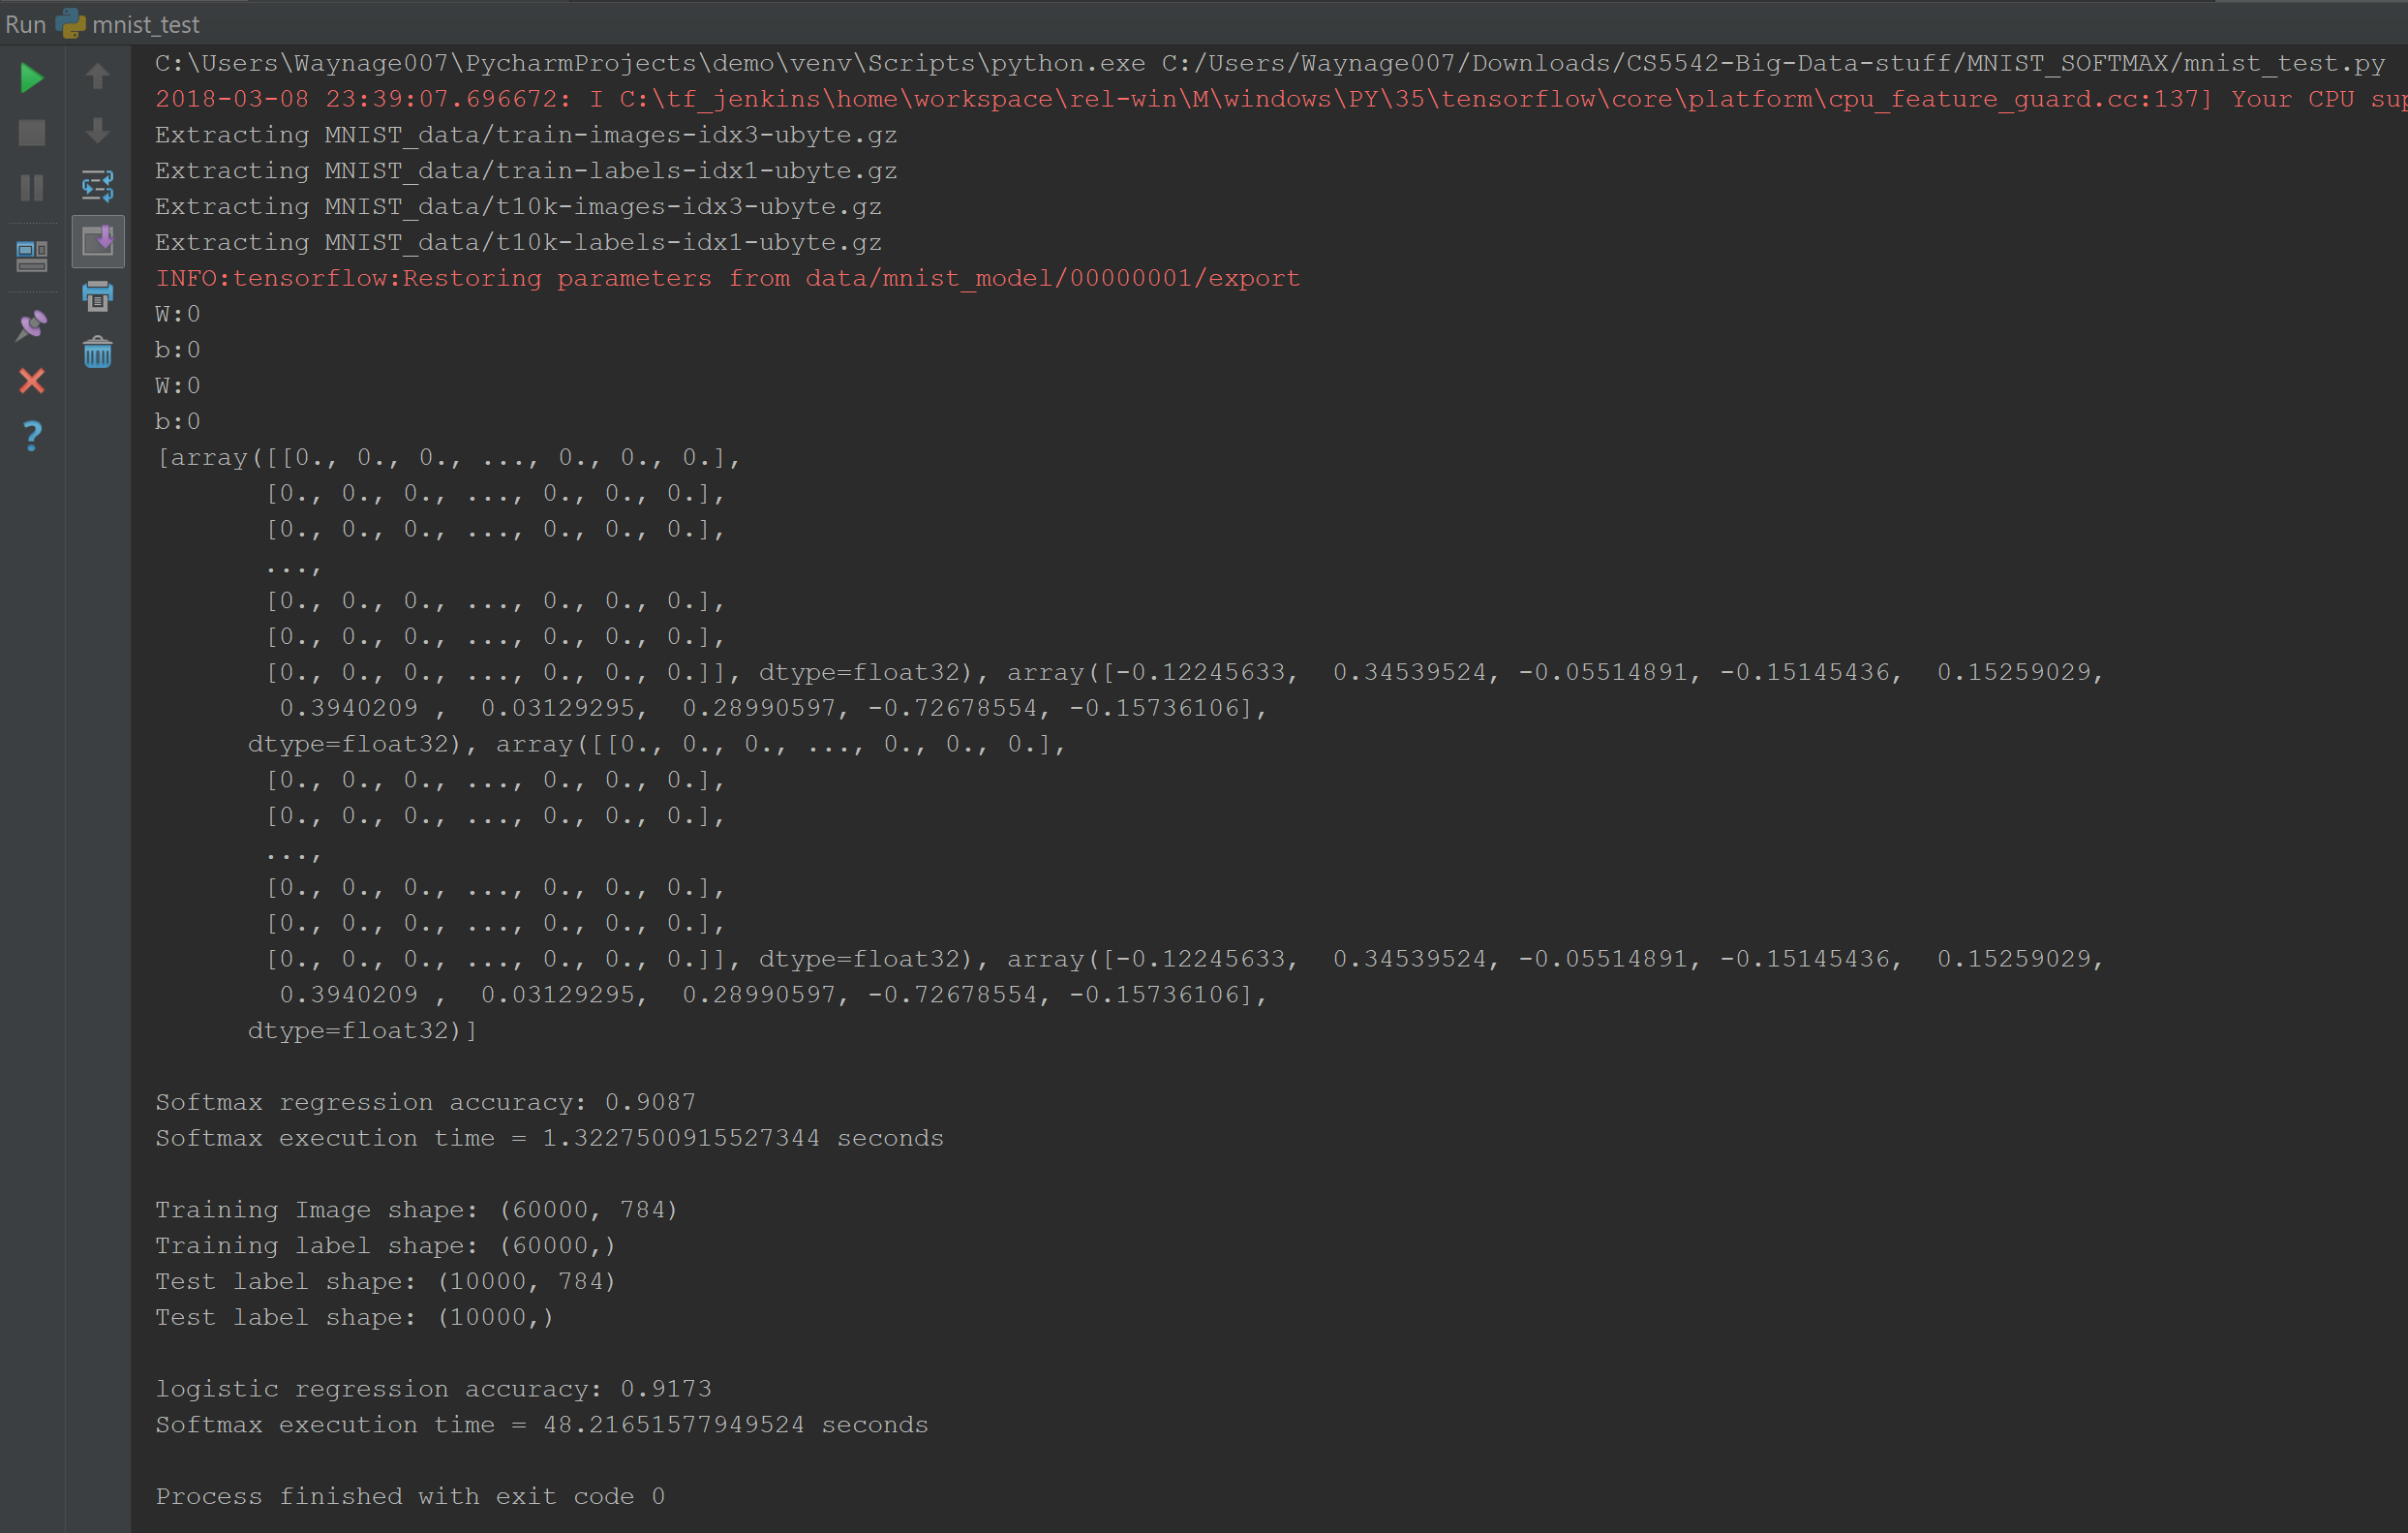 Run mnist_test
C:\Users\Waynage007\PycharmProjects\demo\venv\Scripts\python.exe C:/Users/Waynage007/Downloads/CS5542-Big-Data-stuff/MNIST_SOFTMAX/mnist_test.py
2018-03-08 23:39:07.696672: I C:\tf_jenkins\home\workspace\rel-win\M\windows\PY\35\tensorflow\core\platform\cpu_feature_guard.cc:137] Your CPU sup
Extracting MNIST_data/train-images-idx3-ubyte.gz
Extracting MNIST_data/train-labels-idx1-ubyte.gz
Extracting MNIST_data/t10k-images-idx3-ubyte.gz
Extracting MNIST_data/t10k-labels-idx1-ubyte.gz
INFO:tensorflow:Restoring parameters from data/mnist_model/00000001/export
W:0
b:0
W:0
b:0
[array([[0., 0., 0., ..., 0., 0., 0.],
[0., 0., 0., ..., 0., 0., 0.],
[0., 0., 0., ..., 0., 0., 0.],
...,
[0., 0., 0., ..., 0., 0., 0.],
[0., 0., 0., ..., 0., 0., 0.],
[0., 0., 0., ..., 0., 0., 0.]], dtype=float32), array([-0.12245633,  0.34539524, -0.05514891, -0.15145436,  0.15259029,
0.3940209 ,  0.03129295,  0.28990597, -0.72678554, -0.15736106],
dtype=float32), array([[0., 0., 0., ..., 0., 0., 0.],
[0., 0., 0., ..., 0., 0., 0.],
[0., 0., 0., ..., 0., 0., 0.],
...,
[0., 0., 0., ..., 0., 0., 0.],
[0., 0., 0., ..., 0., 0., 0.],
[0., 0., 0., ..., 0., 0., 0.]], dtype=float32), array([-0.12245633,  0.34539524, -0.05514891, -0.15145436,  0.15259029,
0.3940209 ,  0.03129295,  0.28990597, -0.72678554, -0.15736106],
dtype=float32)]
Softmax regression accuracy: 0.9087
Softmax execution time = 1.3227500915527344 seconds
Training Image shape: (60000, 784)
Training label shape: (60000,)
Test label shape: (10000, 784)
Test label shape: (10000,)
logistic regression accuracy: 0.9173
Softmax execution time = 48.21651577949524 seconds
Process finished with exit code 0